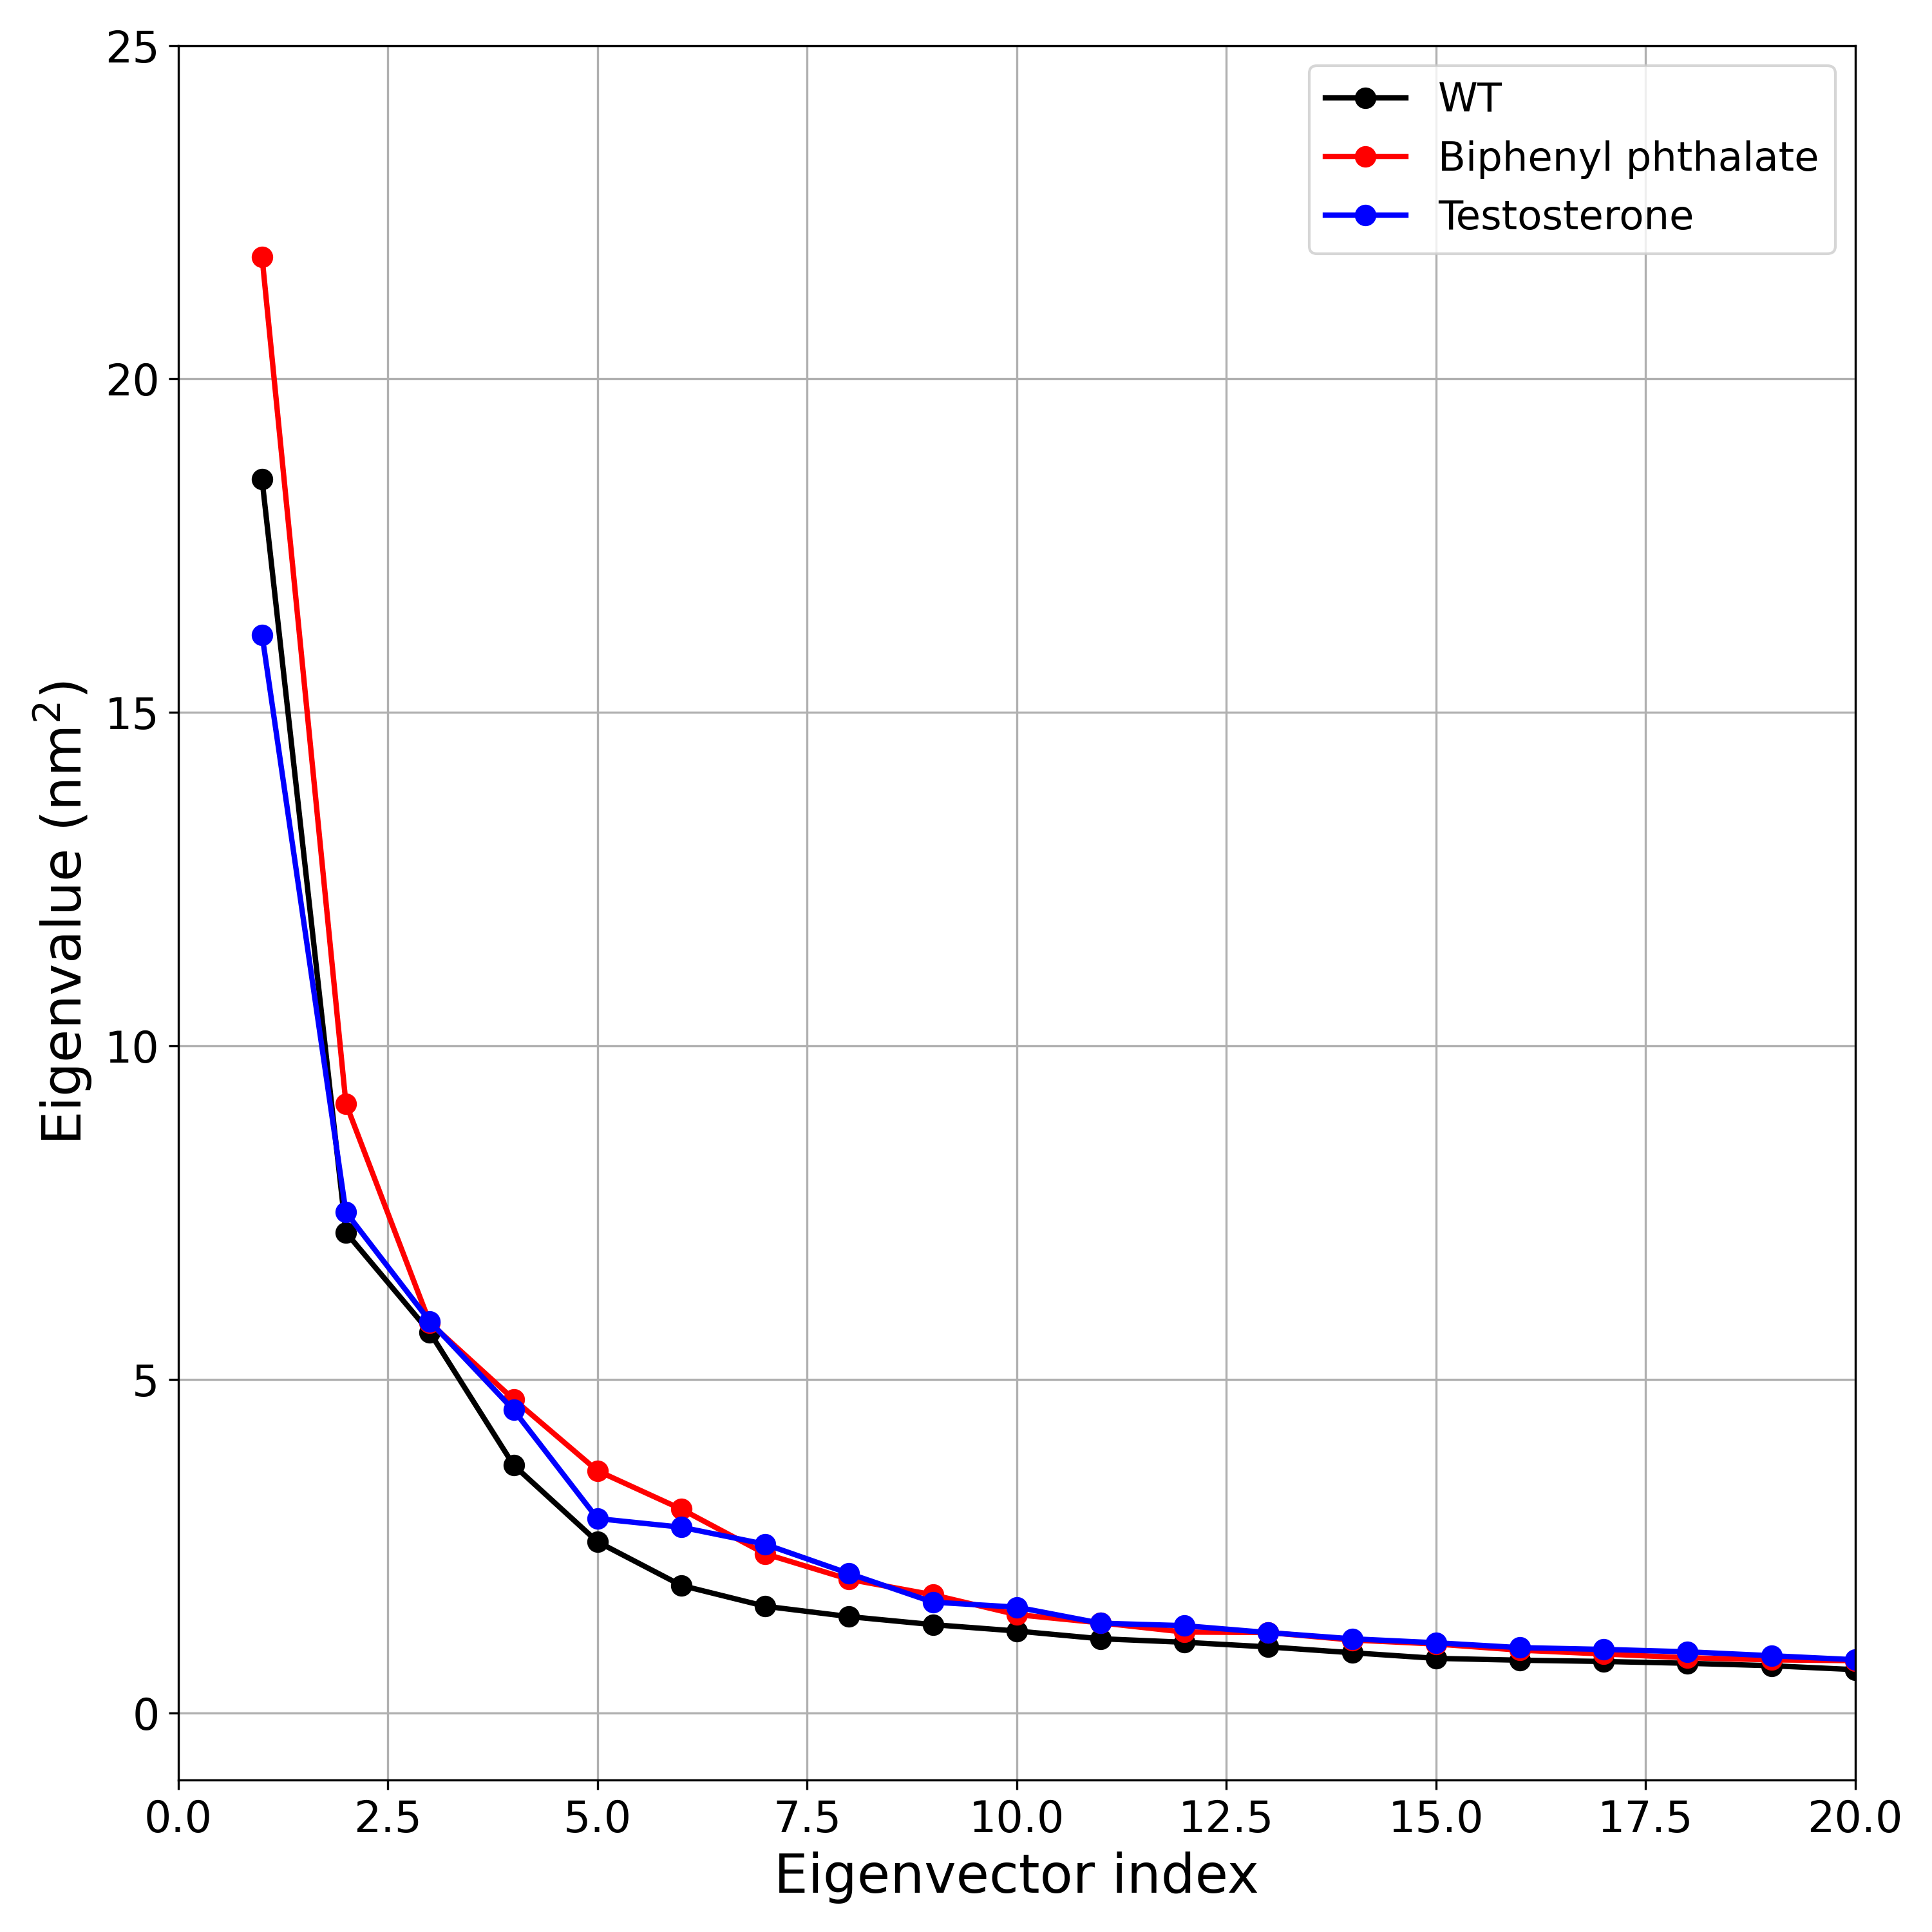 25
20
15
10
5
0
Eigenvalue (nm²)
WT
Biphenyl phthalate
Testosterone
0.0 2.5 5.0 7.5 10.0 12.5 15.0 17.5 20.0
Eigenvector index